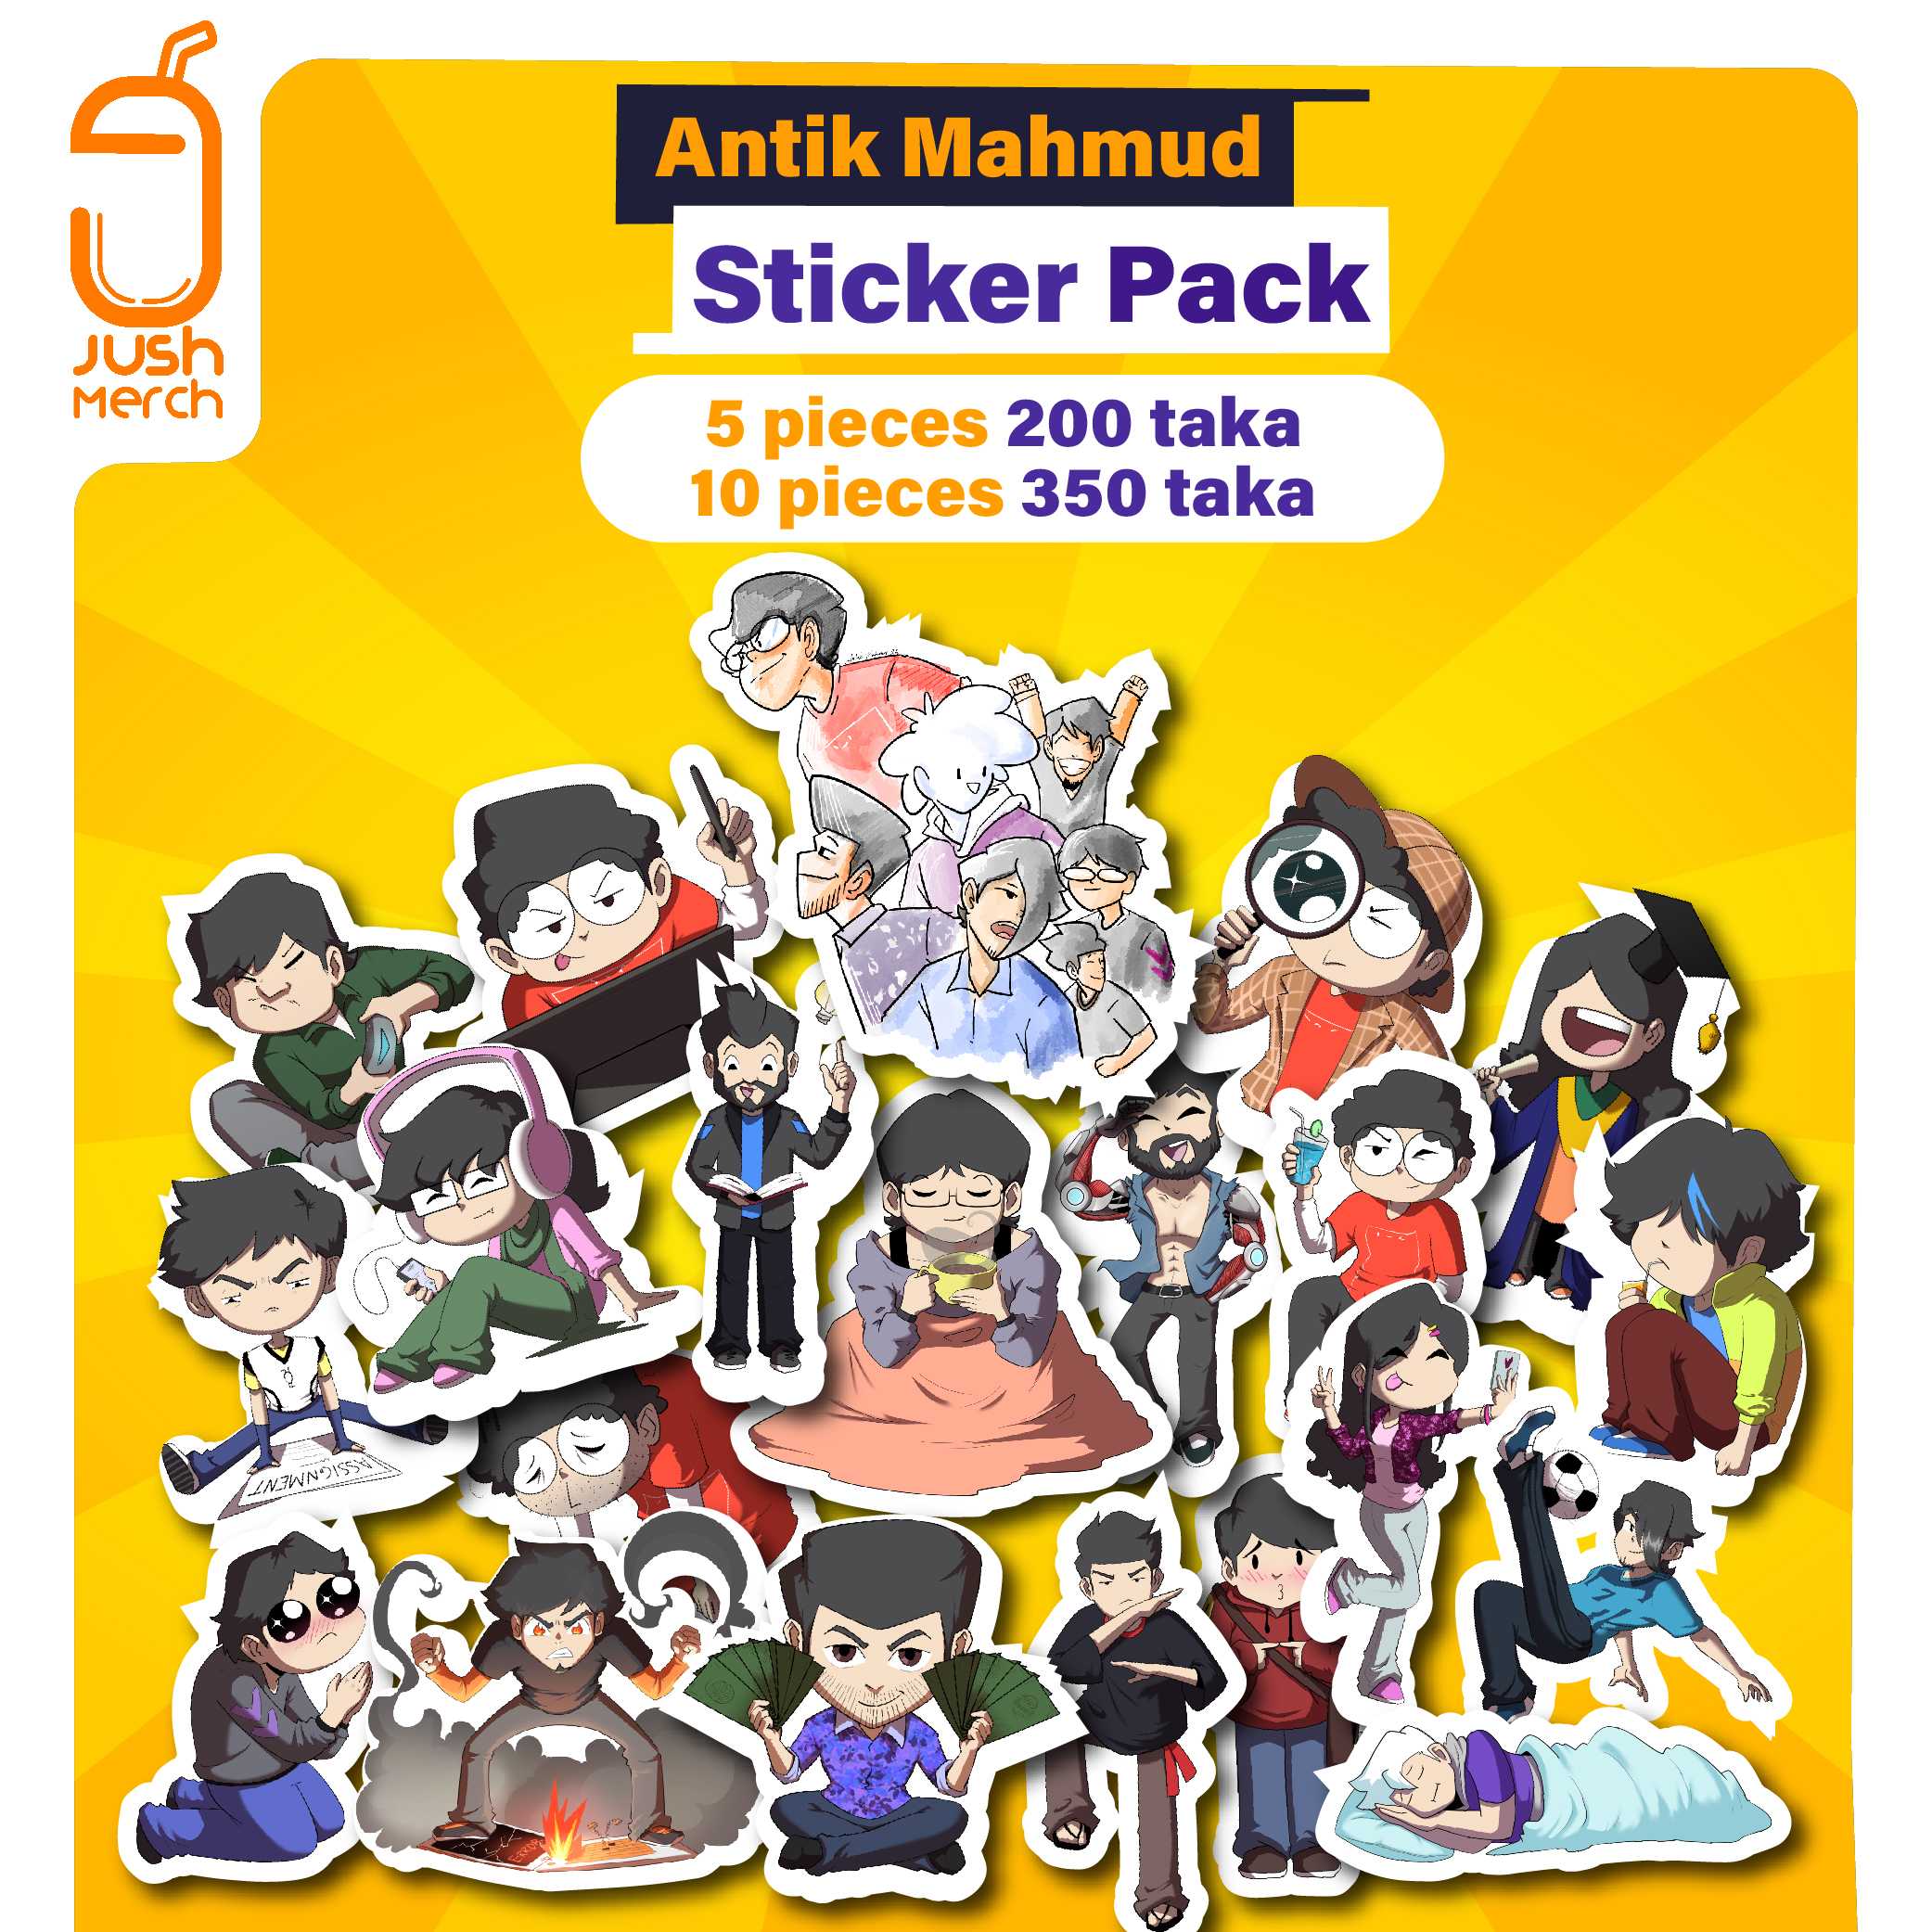 JUSH
Merch
Antik Mahmud
Sticker Pack
5 pieces 200 taka
10 pieces 350 taka
ASSIGNMENT